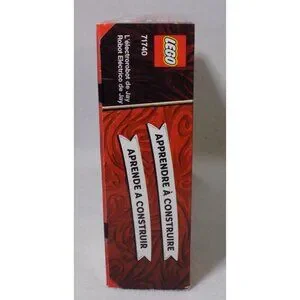 LEGO
71740
L'électrorobot de Jay
Robot Eléctrico de Jay
APPRENDRE À CONSTRUIRE
APRENDE A CONSTRUIR